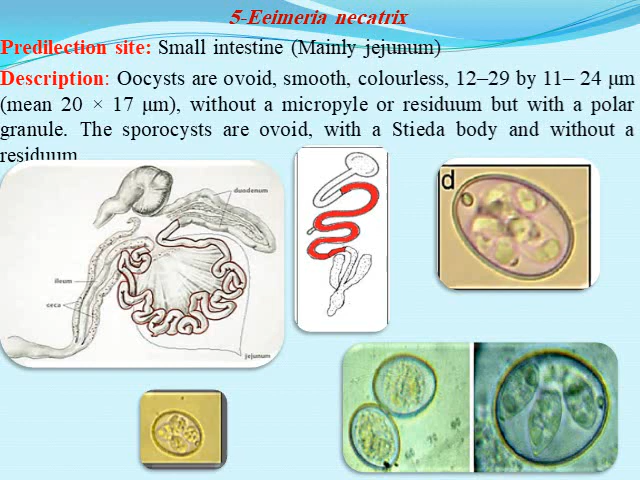 5-Eeimeria necatrix
Predilection site: Small intestine (Mainly jejunum)
Description: Oocysts are ovoid, smooth, colourless, 12–29 by 11– 24 μm
(mean 20 × 17 μm), without a micropyle or residuum but with a polar
granule. The sporocysts are ovoid, with a Stieda body and without a
residuum
duodenum
ileum
ceca
jejunum
d